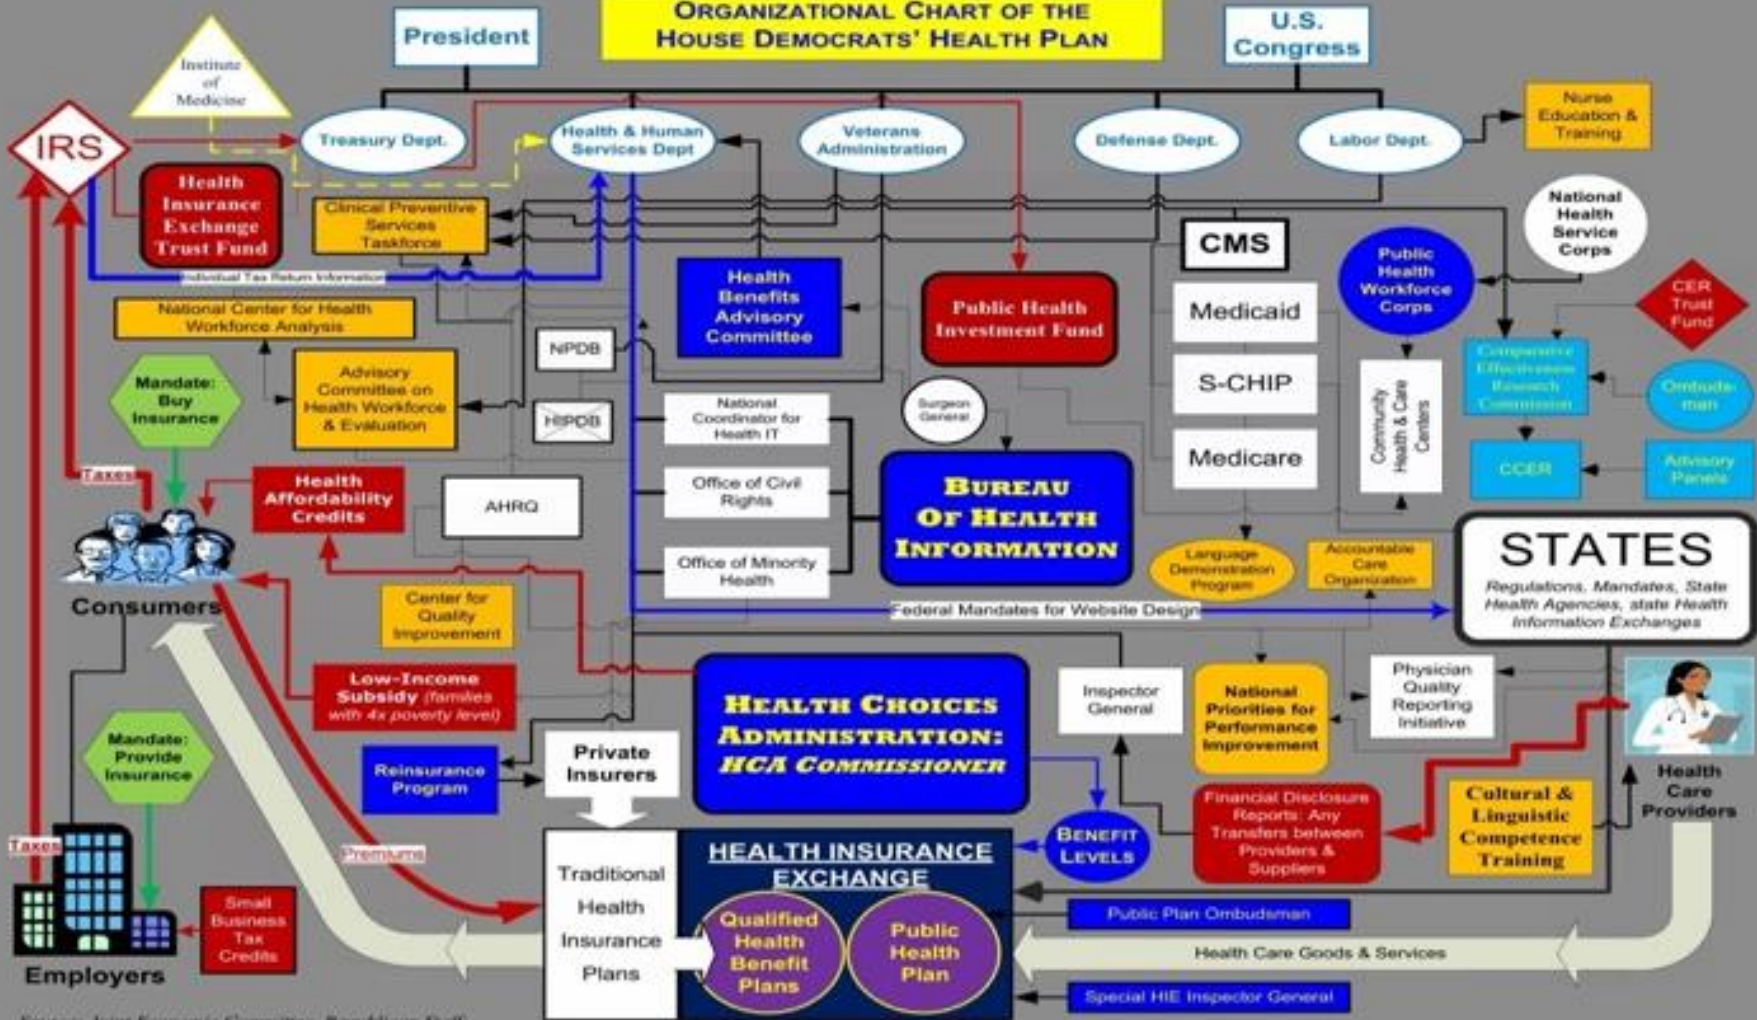 ORGANIZATIONAL CHART OF THE
HOUSE DEMOCRATS' HEALTH PLAN
President
U.S.
Congress
Institute
of
Medicine
IRS
Treasury Dept.
Health & Human
Services Dept
Veterans
Administration
Defense Dept.
Labor Dept.
Nurse
Education &
Training
Health
Insurance
Exchange
Trust Fund
Clinical Preventive
Services
Taskforce
Individual Tax Return Information
National
Health
Service
Corps
CMS
Public
Health
Workforce
Corps
Health
Benefits
Advisory
Committee
Public Health
Investment Fund
CER
Trust
Fund
National Center for Health
Workforce Analysis
Medicaid
NPDB
Comparative
Effectiveness
Research
Commission
Mandate:
Buy
Insurance
Advisory
Committee on
Health Workforce
& Evaluation
S-CHIP
Ombuds-
man
HIPDB
National
Coordinator for
Health IT
Surgeon
General
Community
Health & Care
Centers
Medicare
CCER
Advisory
Panels
Taxes
Health
Affordability
Credits
AHRQ
Office of Civil
Rights
BUREAU
OF HEALTH
INFORMATION
Office of Minority
Health
Language
Demonstration
Program
Accountable
Care
Organization
STATES
Regulations, Mandates, State
Health Agencies, state Health
Information Exchanges
Consumers
Center for
Quality
Improvement
Federal Mandates for Website Design
Low-Income
Subsidy (families
with 4x poverty level)
HEALTH CHOICES
ADMINISTRATION:
HCA COMMISSIONER
Inspector
General
National
Priorities for
Performance
Improvement
Physician
Quality
Reporting
Initiative
Mandate:
Provide
Insurance
Reinsurance
Program
Private
Insurers
Health
Care
Providers
Financial Disclosure
Reports: Any
Transfers between
Providers &
Suppliers
Cultural &
Linguistic
Competence
Training
BENEFIT
LEVELS
Taxes
Premiums
Traditional
Health
Insurance
Plans
HEALTH INSURANCE
EXCHANGE
Qualified
Health
Benefit
Plans
Public
Health
Plan
Public Plan Ombudsman
Health Care Goods & Services
Special HIE Inspector General
Small
Business
Tax
Credits
Employers